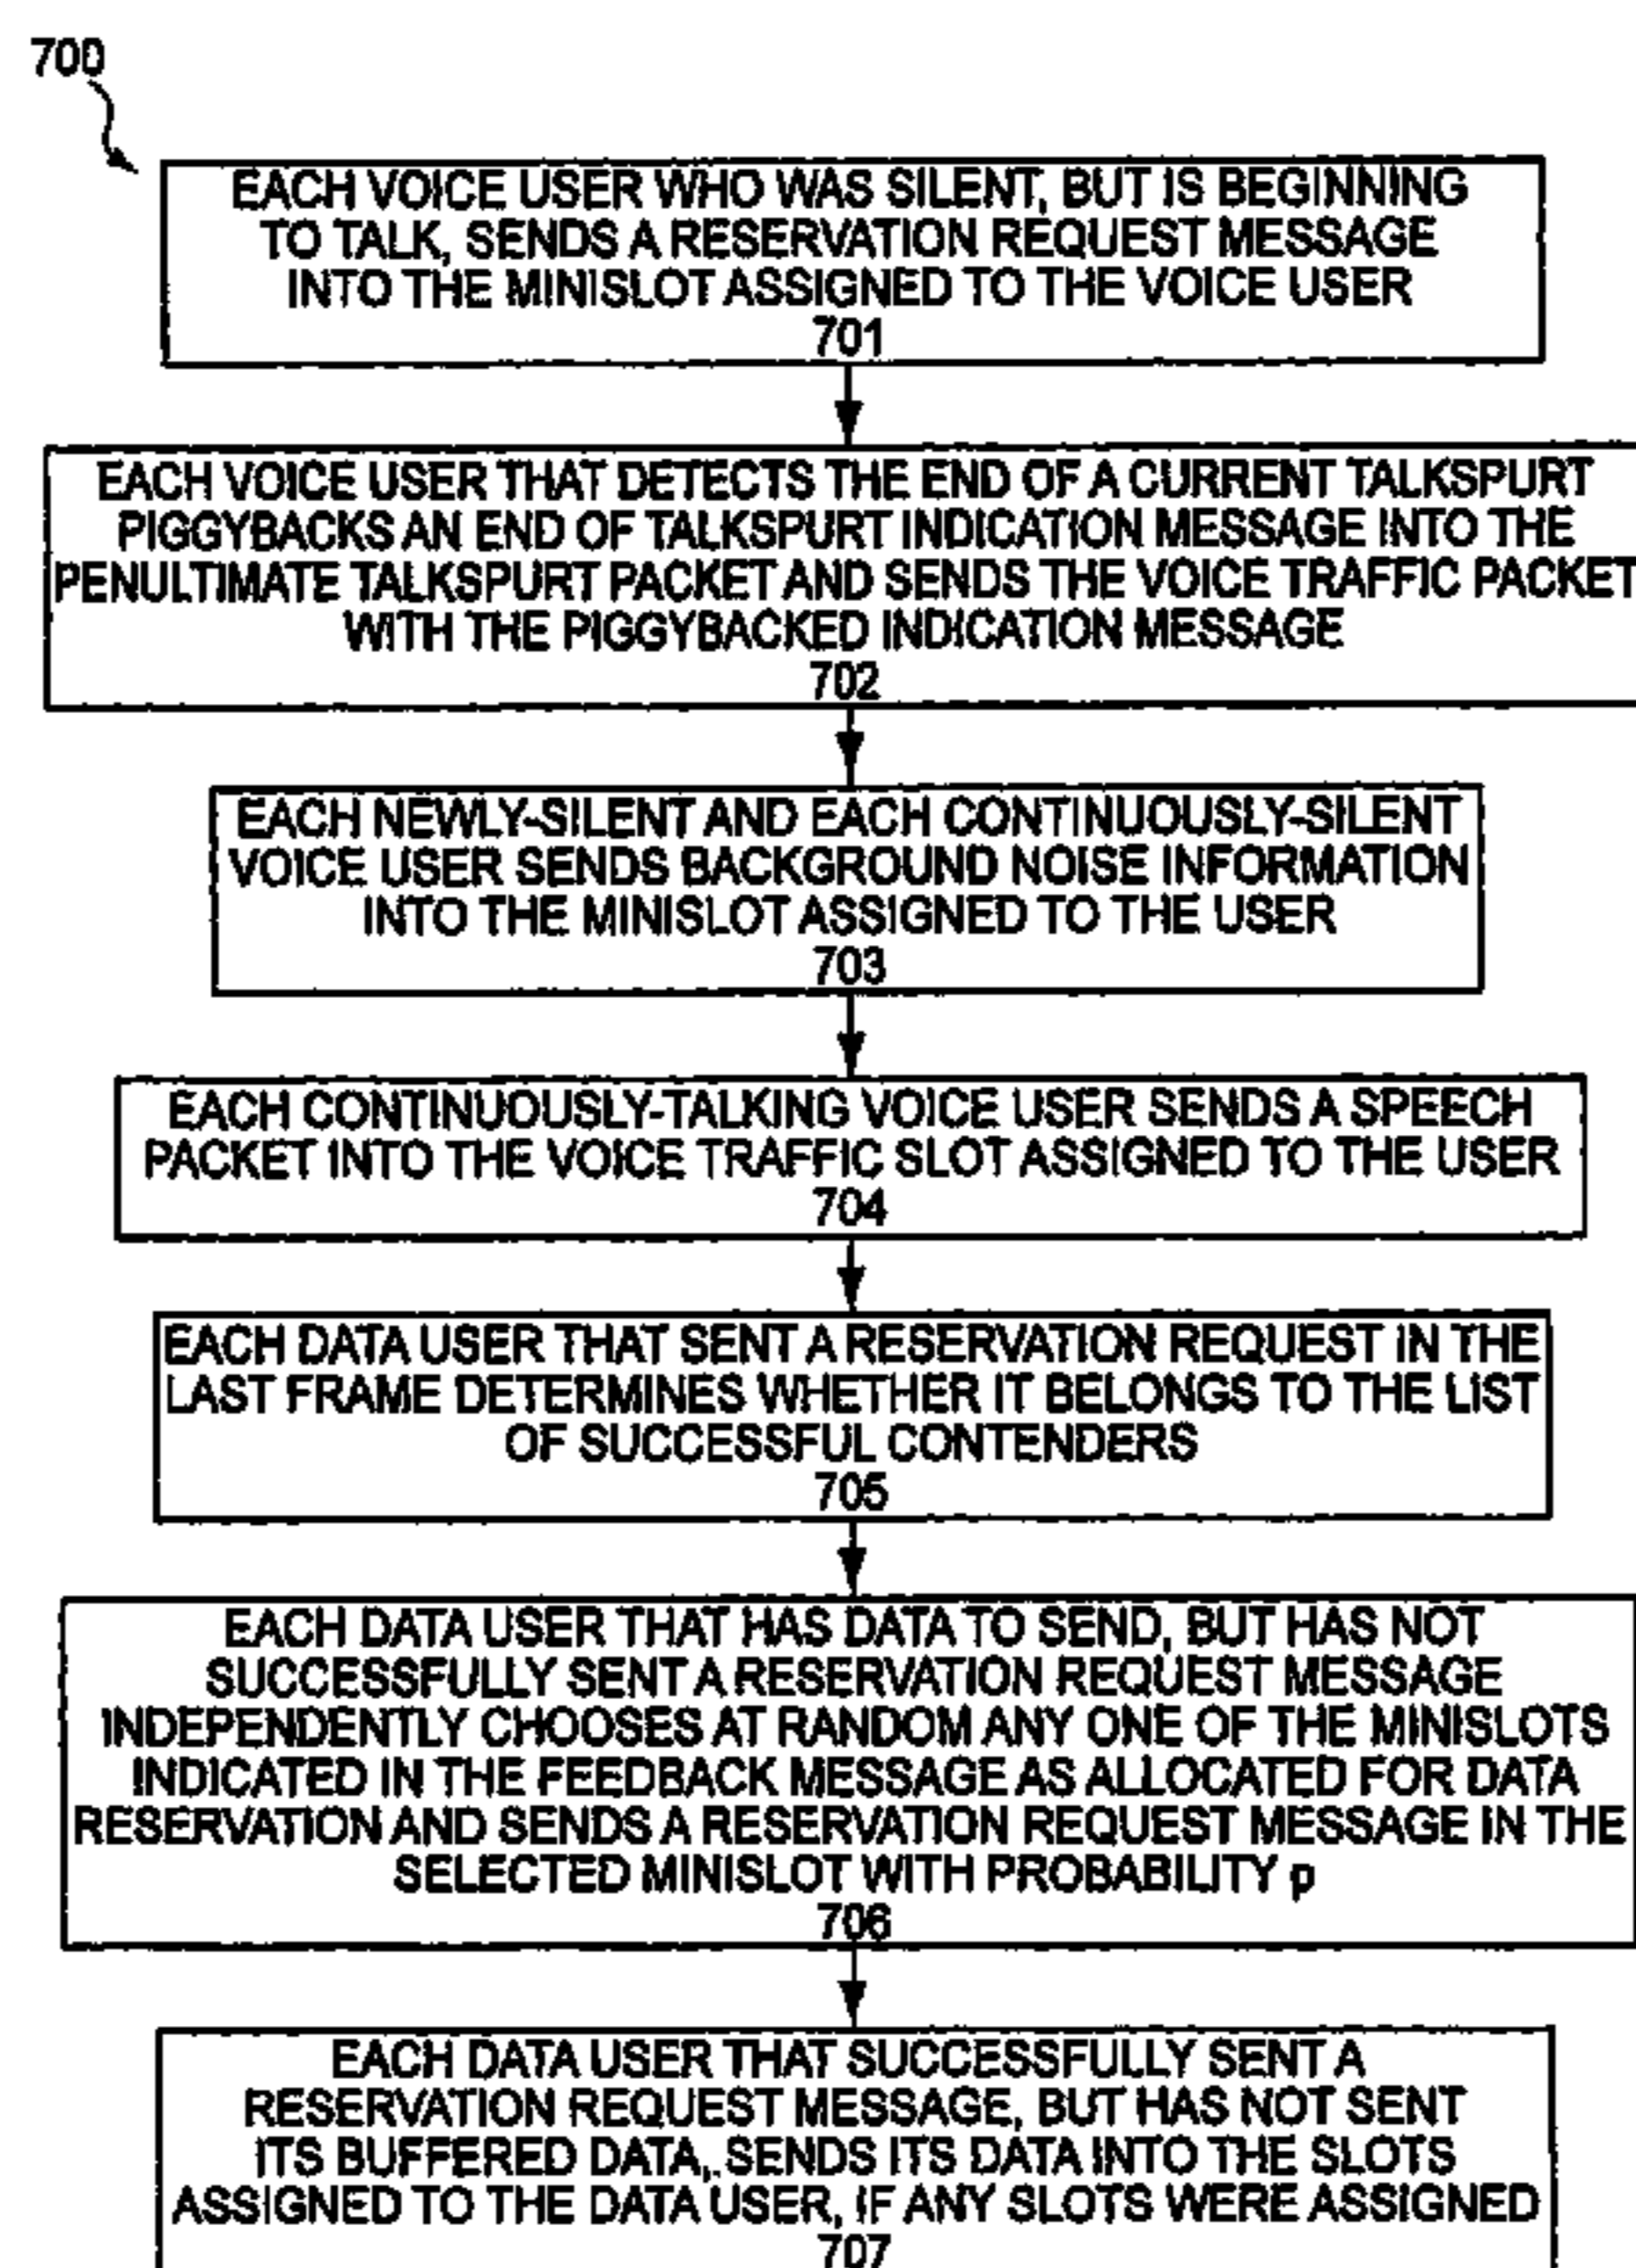 700
EACH VOICE USER WHO WAS SILENT, BUT IS BEGINNING
TO TALK, SENDS A RESERVATION REQUEST MESSAGE
INTO THE MINISLOT ASSIGNED TO THE VOICE USER
701
EACH VOICE USER THAT DETECTS THE END OF A CURRENT TALKSPURT
PIGGYBACKS AN END OF TALKSPURT INDICATION MESSAGE INTO THE
PENULTIMATE TALKSPURT PACKET AND SENDS THE VOICE TRAFFIC PACKET
WITH THE PIGGYBACKED INDICATION MESSAGE
702
EACH NEWLY-SILENT AND EACH CONTINUOUSLY-SILENT
VOICE USER SENDS BACKGROUND NOISE INFORMATION
INTO THE MINISLOT ASSIGNED TO THE USER
703
EACH CONTINUOUSLY-TALKING VOICE USER SENDS A SPEECH
PACKET INTO THE VOICE TRAFFIC SLOT ASSIGNED TO THE USER
704
EACH DATA USER THAT SENT A RESERVATION REQUEST IN THE
LAST FRAME DETERMINES WHETHER IT BELONGS TO THE LIST
OF SUCCESSFUL CONTENDERS
705
EACH DATA USER THAT HAS DATA TO SEND, BUT HAS NOT
SUCCESSFULLY SENT A RESERVATION REQUEST MESSAGE
INDEPENDENTLY CHOOSES AT RANDOM ANY ONE OF THE MINISLOTS
INDICATED IN THE FEEDBACK MESSAGE AS ALLOCATED FOR DATA
RESERVATION AND SENDS A RESERVATION REQUEST MESSAGE IN THE
SELECTED MINISLOT WITH PROBABILITY p
706
EACH DATA USER THAT SUCCESSFULLY SENT A
RESERVATION REQUEST MESSAGE, BUT HAS NOT SENT
ITS BUFFERED DATA, SENDS ITS DATA INTO THE SLOTS
ASSIGNED TO THE DATA USER, IF ANY SLOTS WERE ASSIGNED
707